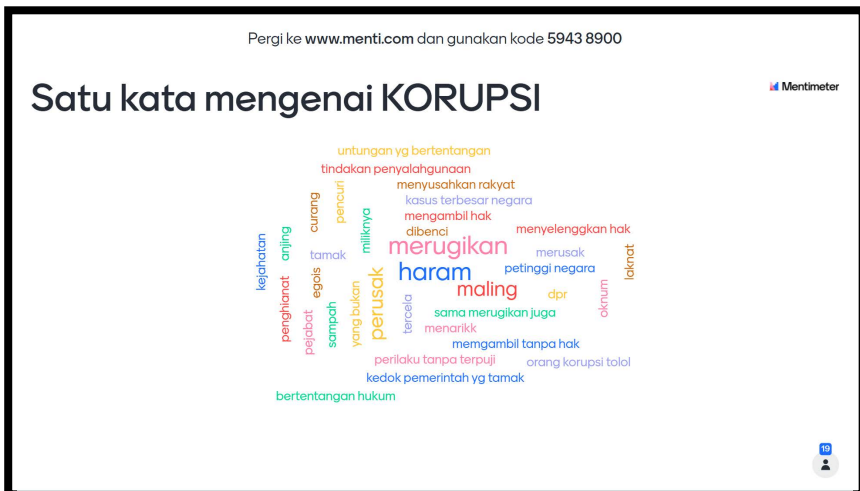 Pergi ke www.menti.com dan gunakan kode 5943 8900
Satu kata mengenai KORUPSI
Mentimeter
untungan yg bertentangan
tindakan penyalahgunaan
menyusahkan rakyat
kasus terbesar negara
mengambil hak
dibenci
menyelenggkan hak
merugikan
merusak
haram
petinggi negara
maling
dpr
sama merugikan juga
menarikk
memgambil tanpa hak
perilaku tanpa terpuji
orang korupsi tolol
kedok pemerintah yg tamak
bertentangan hukum
kejahatan
anjing
penghianat
curang
tamak
egois
pejabat
pencuri
sampah
miliknya
yang bukan
perusak
tercela
oknum
laknat
19